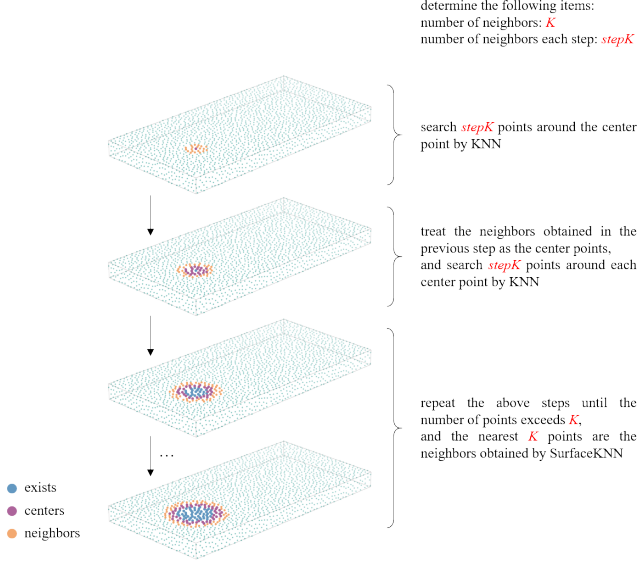 determine the following items:
number of neighbors: K
number of neighbors each step: stepK
search stepK points around the center
point by KNN
treat the neighbors obtained in the
previous step as the center points,
and search stepK points around each
center point by KNN
repeat the above steps until the
number of points exceeds K,
and the nearest K points are the
neighbors obtained by SurfaceKNN
...
exists
centers
neighbors